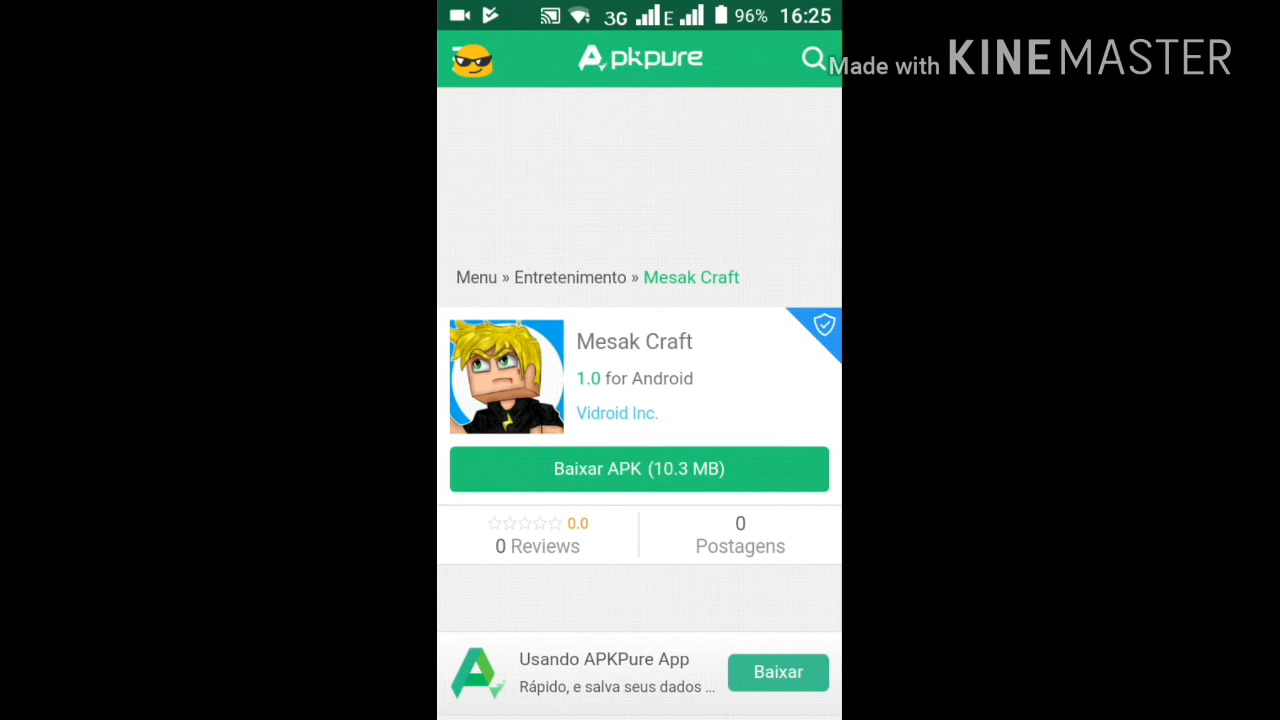 3G E 96% 16:25
Apkpure
Made with KINEMASTER
Menu » Entretenimento » Mesak Craft
Mesak Craft
1.0 for Android
Vidroid Inc.
Baixar APK (10.3 MB)
0.0
0 Reviews
0
Postagens
Usando APKPure App
Rápido, e salva seus dados ...
Baixar